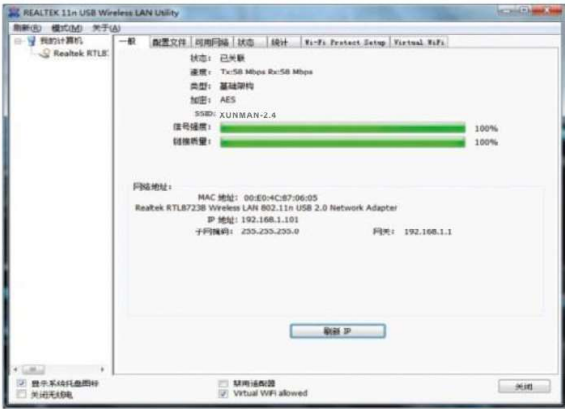 REALTEK 11n USB Wireless LAN Utility
刷新(R) 模式(M) 关于(A)
我的计算机
Realtek RTL8:
一般 配置文件 可用网络 状态 统计 Wi-Fi Protect Setup Virtual WiFi
状态: 已关联
速度: Tx:58 Mbps Rx:58 Mbps
类型: 基础架构
加密: AES
SSID: XUNMAN-2.4
信号强度: 100%
链接质量: 100%
网络地址:
MAC 地址: 00:E0:4C:87:06:05
Realtek RTL8723B Wireless LAN 802.11n USB 2.0 Network Adapter
IP 地址: 192.168.1.101
子网掩码: 255.255.255.0 网关: 192.168.1.1
刷新 IP
显示系统托盘图标 禁用适配器
关闭无线电 Virtual WiFi allowed
关闭